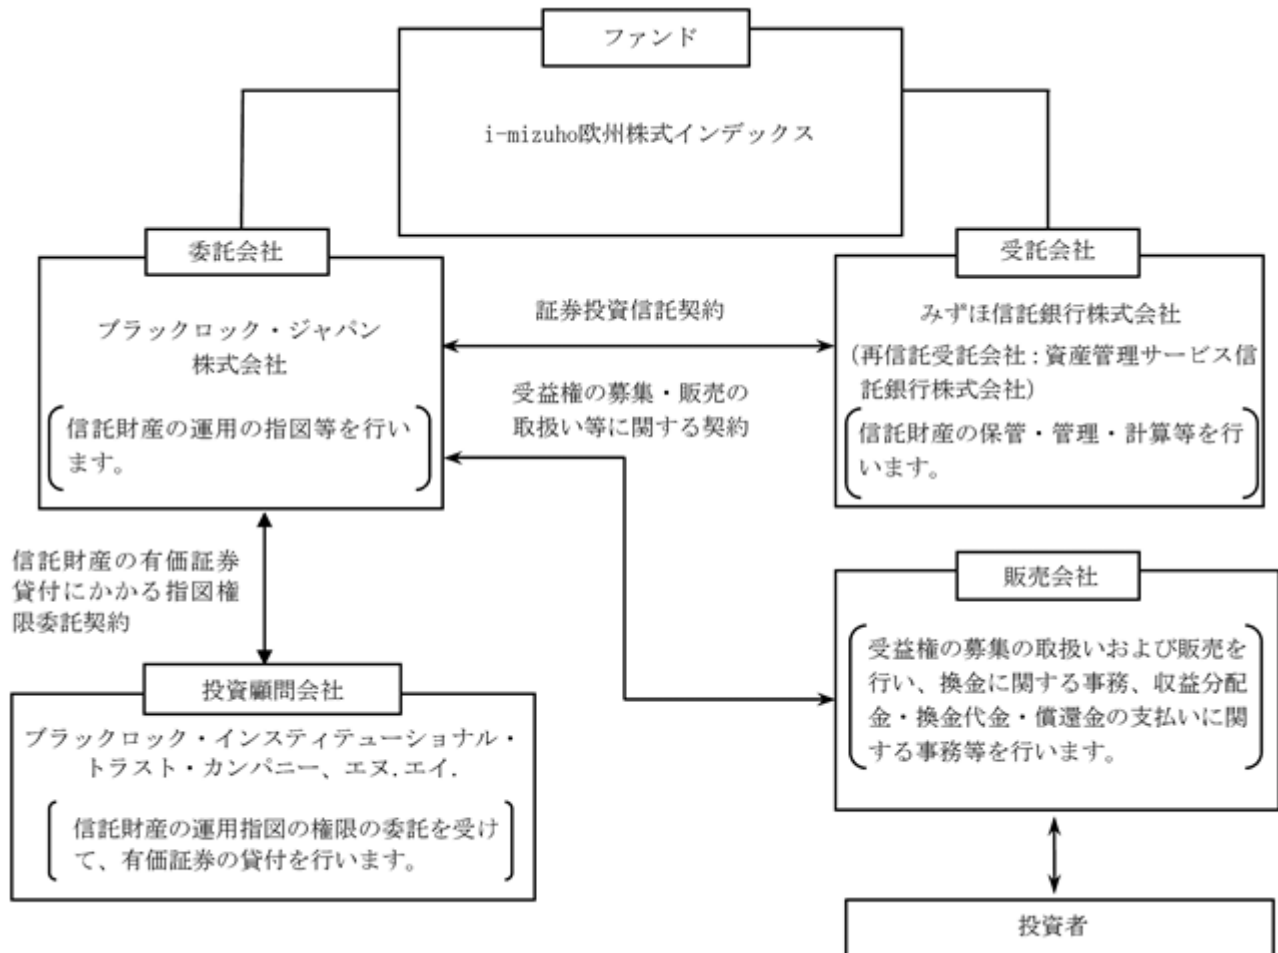 ファンド
i-mizuho欧州株式インデックス
委託会社
ブラックロック・ジャパン
株式会社
信託財産の運用の指図等を行い
ます。
証券投資信託契約
受益権の募集・販売の
取扱い等に関する契約
受託会社
みずほ信託銀行株式会社
(再信託受託会社:資産管理サービス信
託銀行株式会社)
信託財産の保管・管理・計算等を行
います。
信託財産の有価証券
貸付にかかる指図権
限委託契約
投資顧問会社
ブラックロック・インスティテューショナル・
トラスト・カンパニー、エヌ.エイ.
信託財産の運用指図の権限の委託を受け
て、有価証券の貸付を行います。
販売会社
受益権の募集の取扱いおよび販売を
行い、換金に関する事務、収益分配
金・換金代金・償還金の支払いに関
する事務等を行います。
投資者